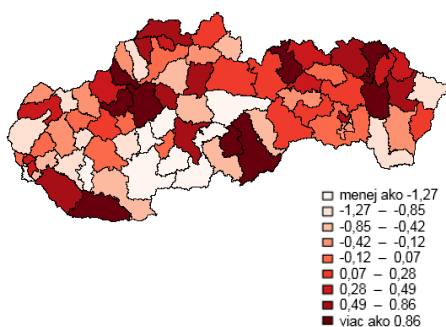 menej ako -1,27
-1,27 – -0,85
-0,85 – -0,42
-0,42 – -0,12
-0,12 – 0,07
0,07 – 0,28
0,28 – 0,49
0,49 – 0,86
viac ako 0.86